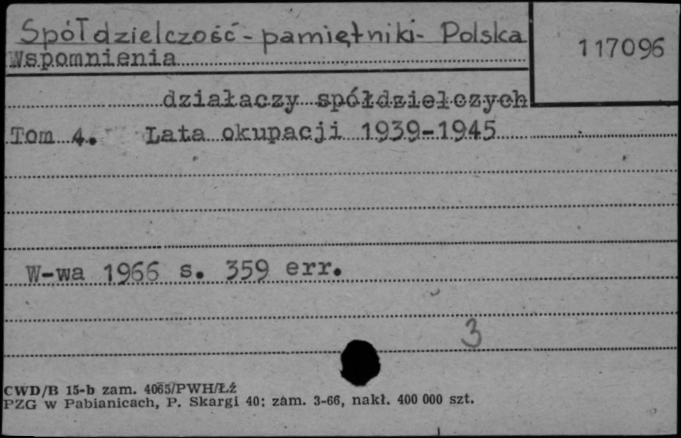 Spółdzielczość - pamiętniki - Polska
117096
Wspomnienia
działaczy spółdzielczych
Tom 4. Lata okupacji 1939-1945
W-wa 1966 s. 359 err.
3
CWD/B 15-b zam. 4065/PWH/Łź
PZG w Pabianicach, P. Skargi 40; zam. 3-66, nakł. 400 000 szt.